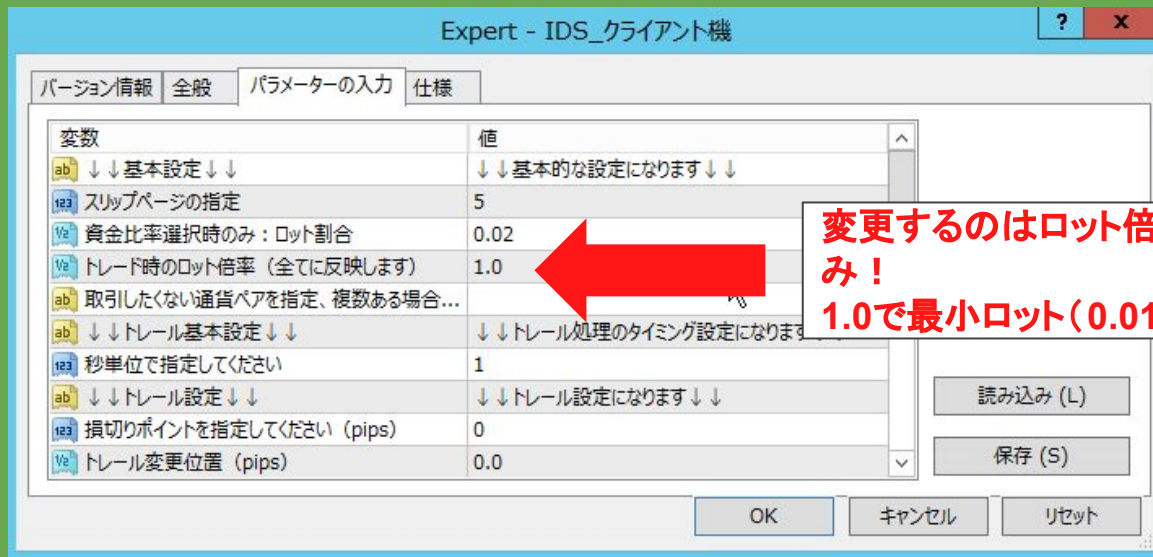 Expert - IDS_クライアント機
? x
バージョン情報 全般 パラメーターの入力 仕様
変数 値
ab ↓↓基本設定↓↓ ↓↓基本的な設定になります↓↓
123 スリップページの指定 5
V2 資金比率選択時のみ：ロット割合 0.02
V2 トレード時のロット倍率（全てに反映します） 1.0
ab 取引したくない通貨ペアを指定、複数ある場合...
ab ↓↓トレール基本設定↓↓ ↓↓トレール処理のタイミング設定になります
123 秒単位で指定してください 1
ab ↓↓トレール設定↓↓ ↓↓トレール設定になります↓↓
123 損切りポイントを指定してください（pips） 0
V2 トレール変更位置（pips） 0.0
変更するのはロット倍
み！
1.0で最小ロット（0.01
読み込み (L)
保存 (S)
OK キャンセル リセット